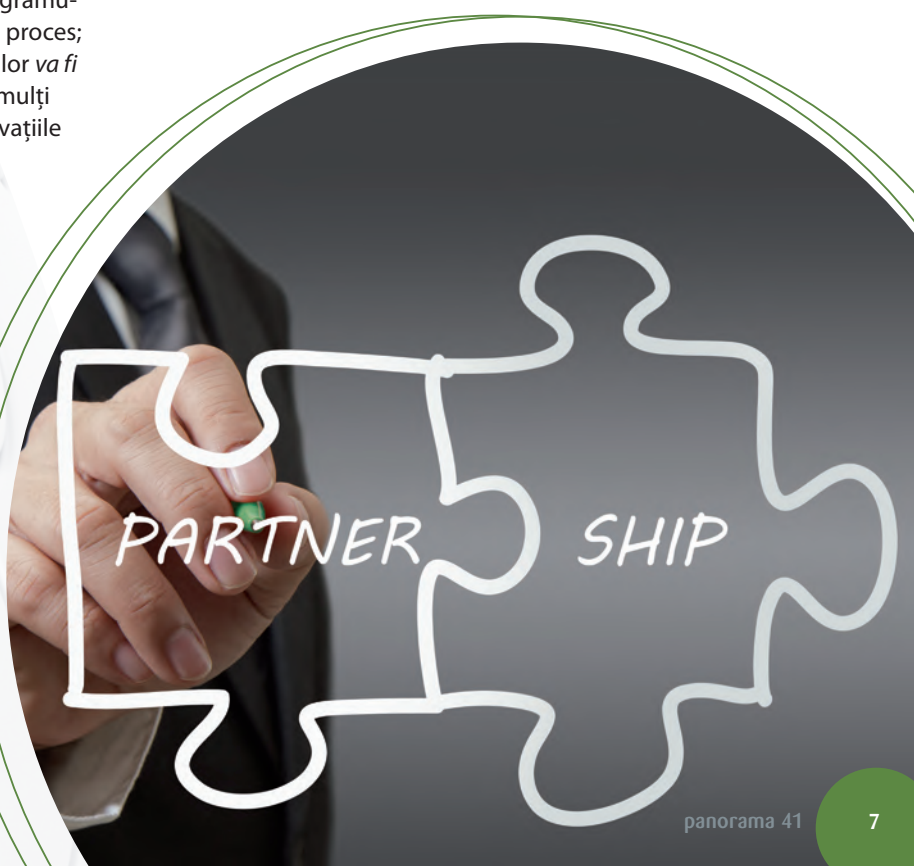 gramu-
proces;
lor va fi
mulți
vațiile
PARTNER SHIP
panorama 41 7